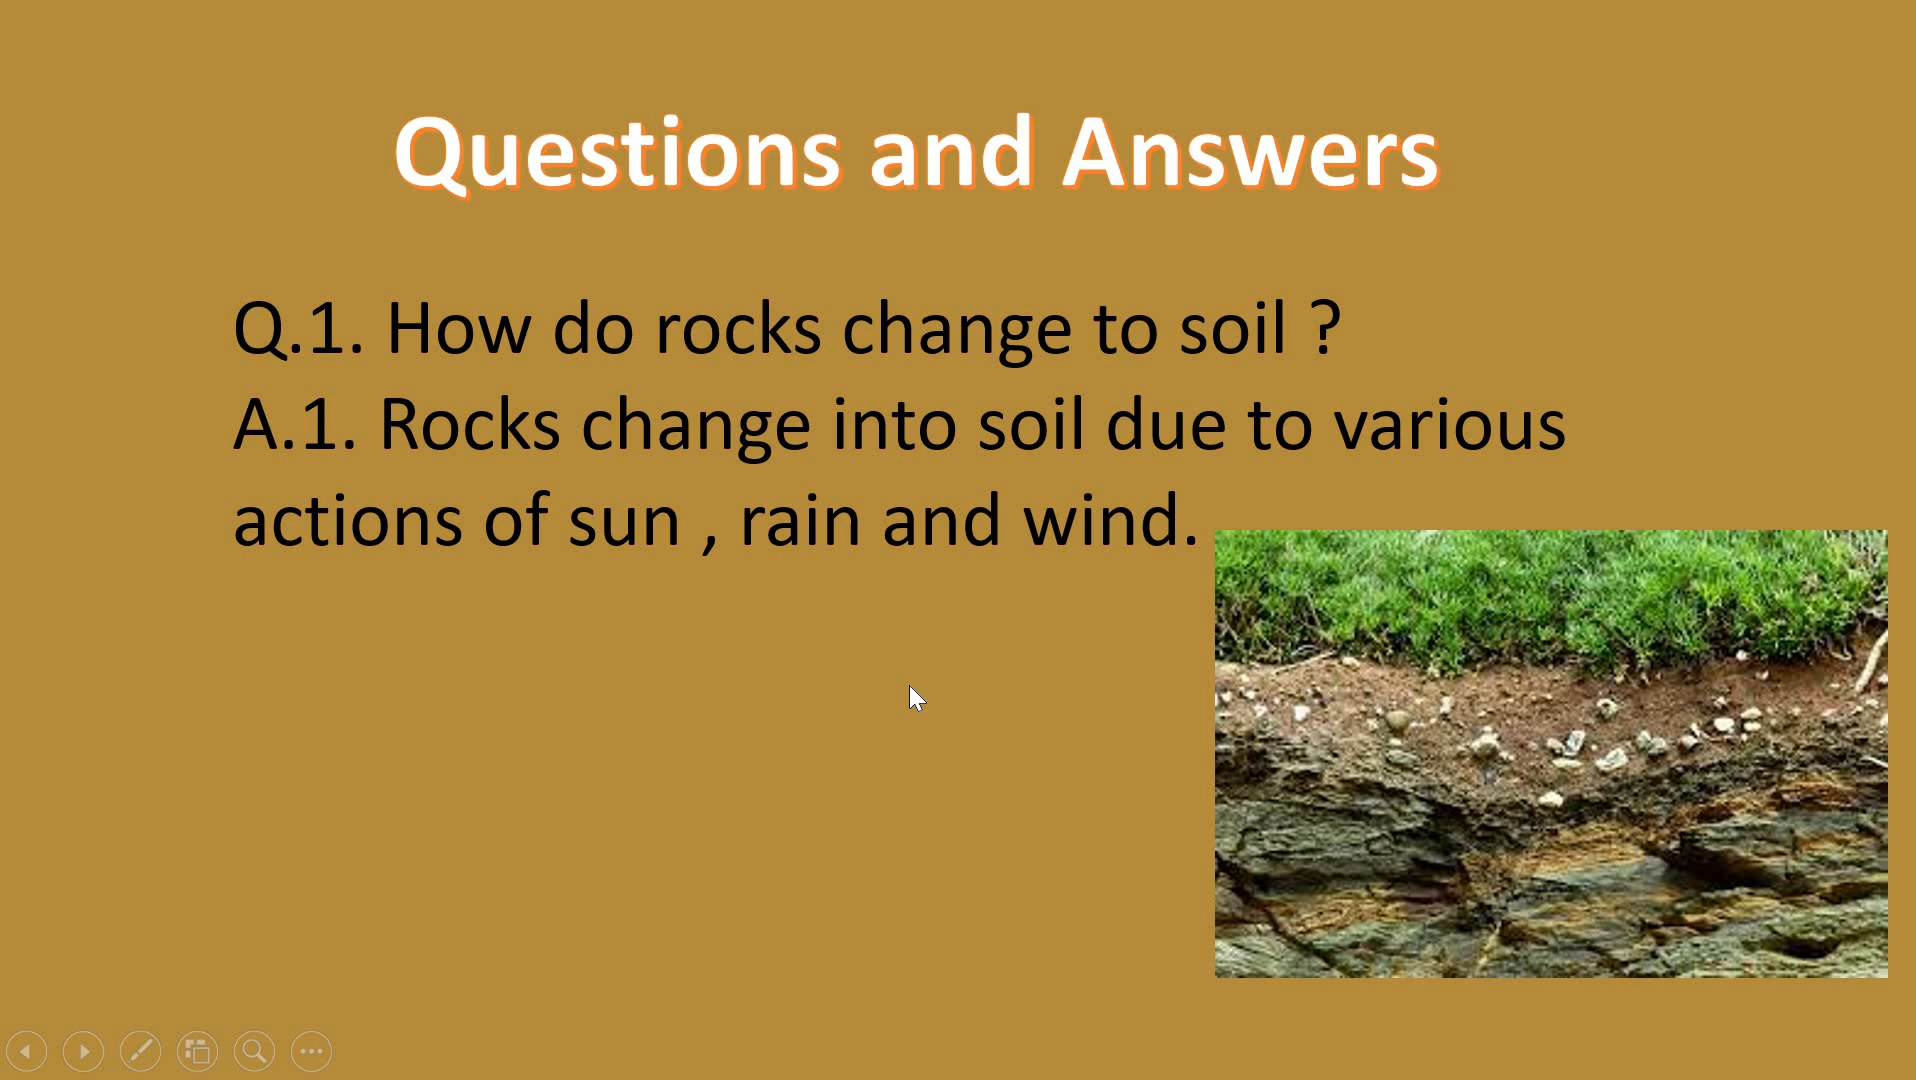 Questions and Answers
Q.1. How do rocks change to soil ?
A.1. Rocks change into soil due to various
actions of sun , rain and wind.